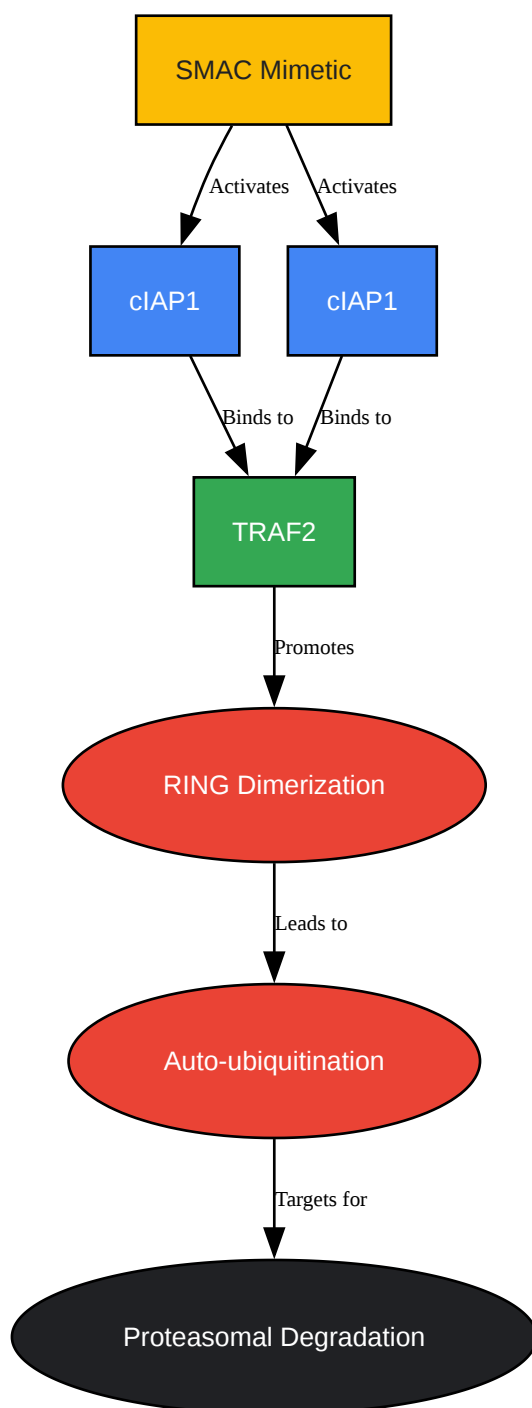 SMAC Mimetic
Activates
Activates
cIAP1
cIAP1
Binds to
Binds to
TRAF2
Promotes
RING Dimerization
Leads to
Auto-ubiquitination
Targets for
Proteasomal Degradation